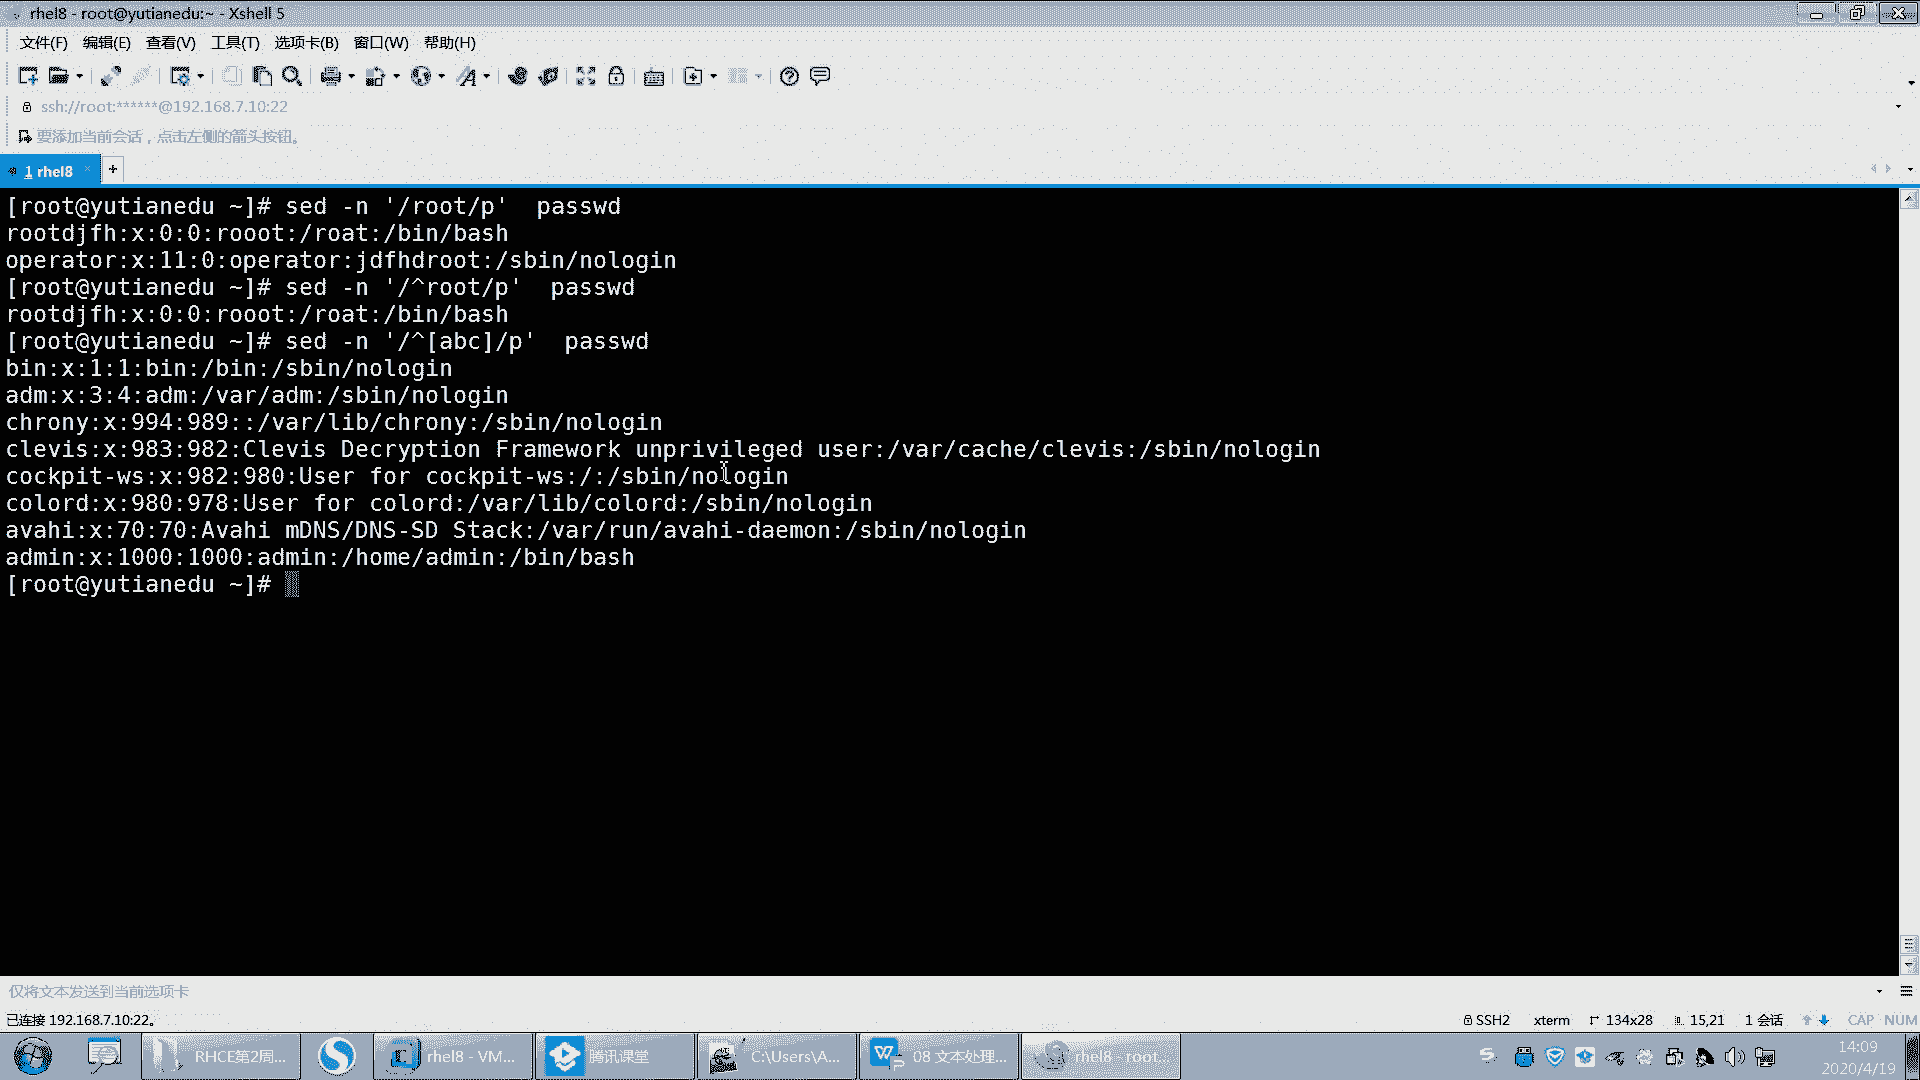 rhel8 - root@yutianedu:~ - Xshell 5
文件(F) 编辑(E) 查看(V) 工具(T) 选项卡(B) 窗口(W) 帮助(H)
ssh://root:******@192.168.7.10:22
要添加当前会话，点击左侧的箭头按钮。
1 rhel8
[root@yutianedu ~]# sed -n '/root/p'  passwd
rootdjfh:x:0:0:rooot:/roat:/bin/bash
operator:x:11:0:operator:jdfhdroot:/sbin/nologin
[root@yutianedu ~]# sed -n '/^root/p'  passwd
rootdjfh:x:0:0:rooot:/roat:/bin/bash
[root@yutianedu ~]# sed -n '/^[abc]/p'  passwd
bin:x:1:1:bin:/bin:/sbin/nologin
adm:x:3:4:adm:/var/adm:/sbin/nologin
chrony:x:994:989::/var/lib/chrony:/sbin/nologin
clevis:x:983:982:Clevis Decryption Framework unprivileged user:/var/cache/clevis:/sbin/nologin
cockpit-ws:x:982:980:User for cockpit-ws:/:/sbin/nologin
colord:x:980:978:User for colord:/var/lib/colord:/sbin/nologin
avahi:x:70:70:Avahi mDNS/DNS-SD Stack:/var/run/avahi-daemon:/sbin/nologin
admin:x:1000:1000:admin:/home/admin:/bin/bash
[root@yutianedu ~]#
仅将文本发送到当前选项卡
已连接 192.168.7.10:22。 SSH2 xterm 134x28 15,21 1 会话 CAP NUM
RHCE第2周... rhel8 - VM... 腾讯课堂 C:\Users\A... 08 文本处理... rhel8 - root... 14:09
2020/4/19